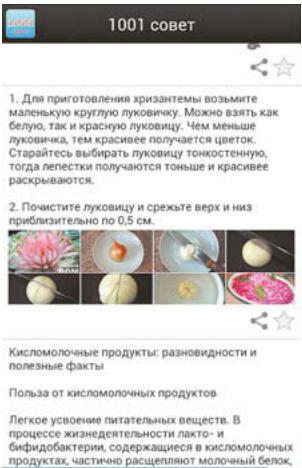 1001 совет
1. Для приготовления хризантемы возьмите
маленькую круглую луковичку. Можно взять как
белую, так и красную луковицу. Чем меньше
луковичка, тем красивее получается цветок.
Старайтесь выбирать луковицу тонкостенную,
тогда лепестки получаются тоньше и красивее
раскрываются.
2. Почистите луковицу и срежьте верх и низ
приблизительно по 0,5 см.
Кисломолочные продукты: разновидности и
полезные факты
Польза от кисломолочных продуктов
Легкое усвоение питательных веществ. В
процессе жизнедеятельности лакто- и
бифидобактерии, содержащиеся в кисломолочных
продуктах, частично расщепляют молочный белок,